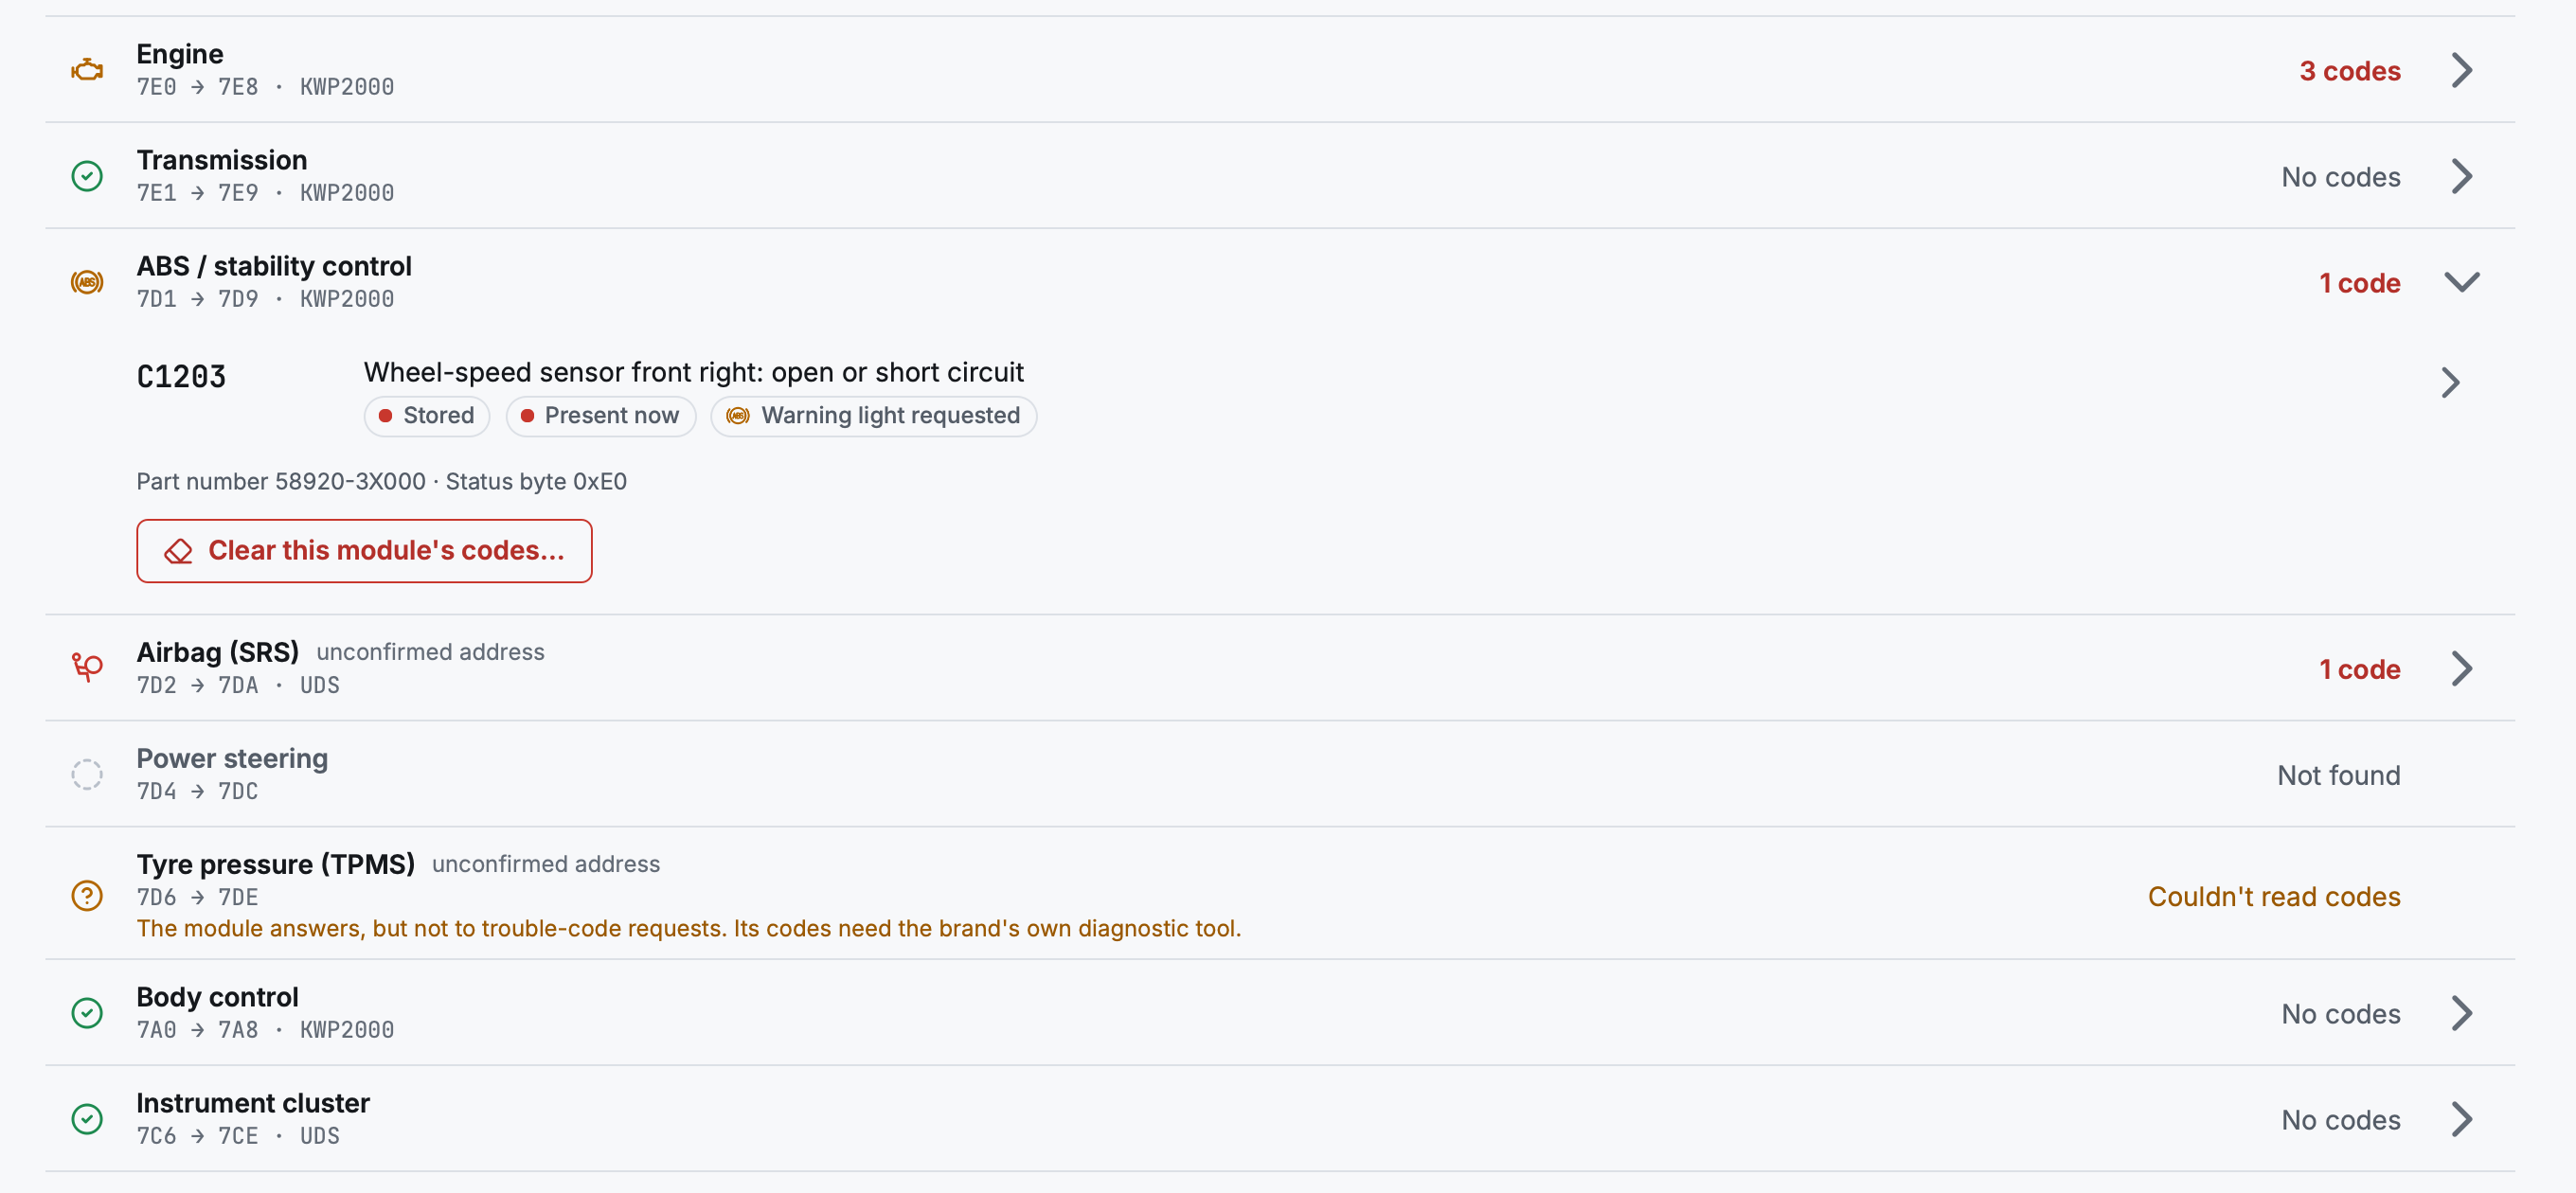 Engine
7E0 → 7E8 · KWP2000
3 codes
Transmission
7E1 → 7E9 · KWP2000
No codes
ABS / stability control
7D1 → 7D9 · KWP2000
1 code
C1203
Wheel-speed sensor front right: open or short circuit
Stored
Present now
ABS
Warning light requested
Part number 58920-3X000 · Status byte 0xE0
Clear this module's codes...
Airbag (SRS) unconfirmed address
7D2 → 7DA · UDS
1 code
Power steering
7D4 → 7DC
Not found
Tyre pressure (TPMS) unconfirmed address
7D6 → 7DE
The module answers, but not to trouble-code requests. Its codes need the brand's own diagnostic tool.
Couldn't read codes
Body control
7A0 → 7A8 · KWP2000
No codes
Instrument cluster
7C6 → 7CE · UDS
No codes